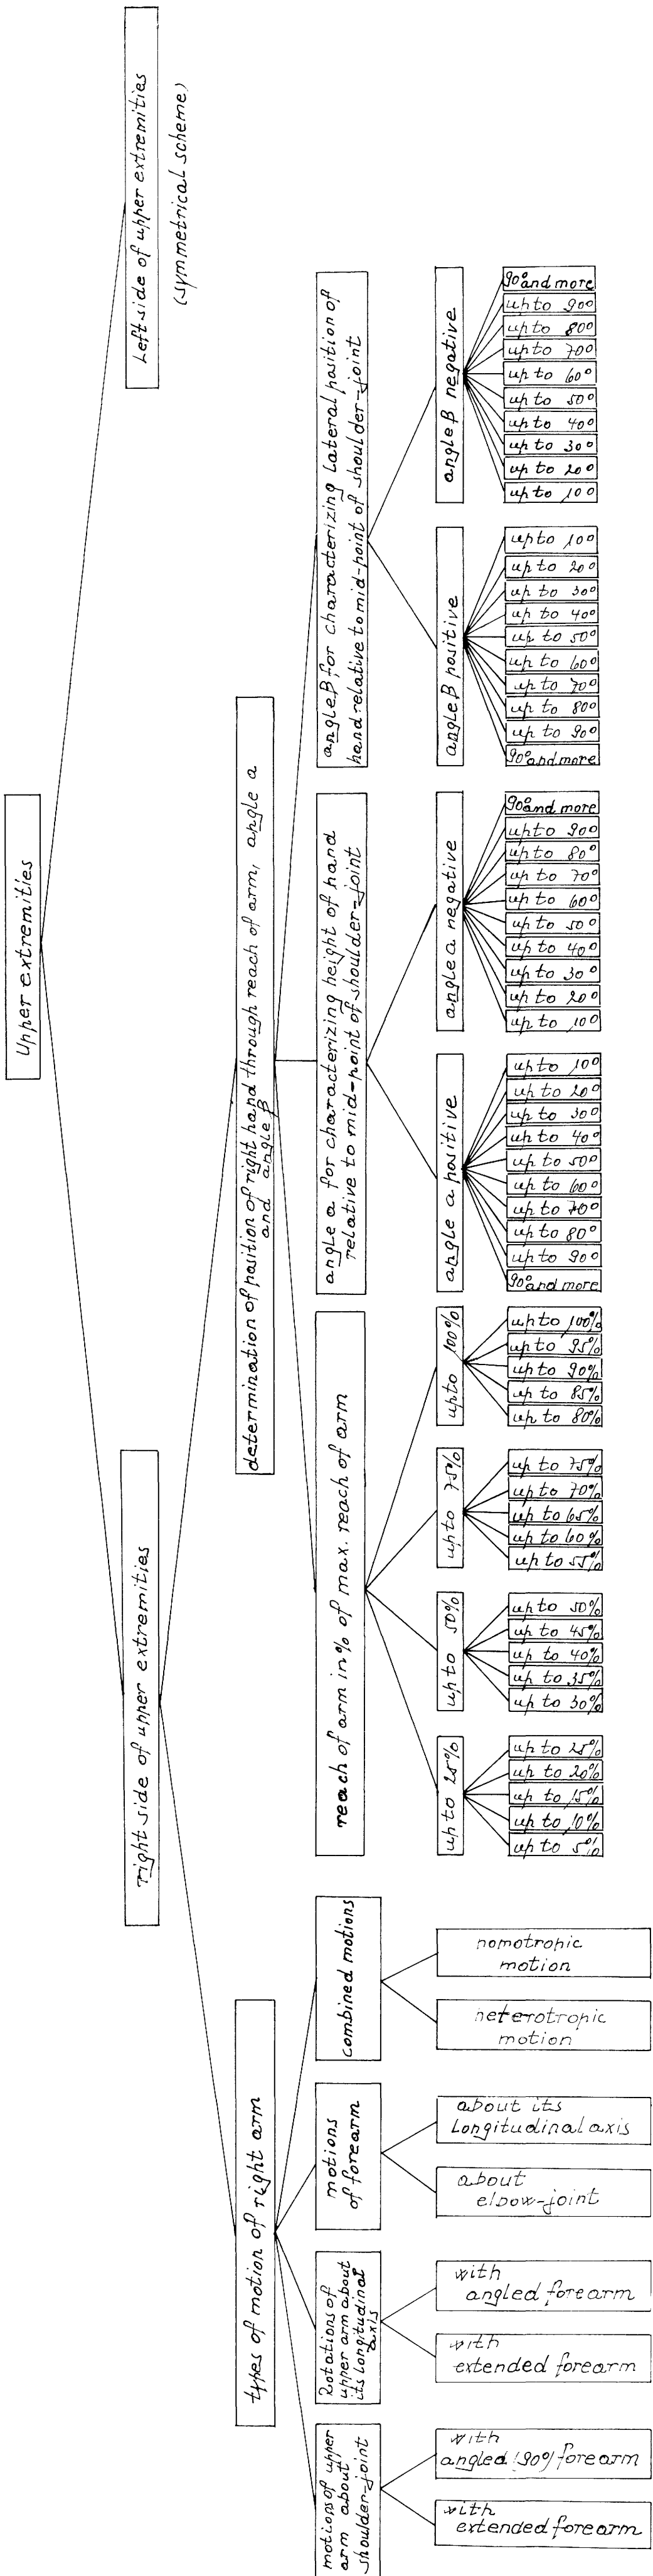 Upper extremities
right side of upper extremities
Left side of upper extremities
(symmetrical scheme)
types of motion of right arm
determination of position of right hand through reach of arm, angle a
and angle β
motions of upper
arm about
shoulder-joint
Rotations of
upper arm about
its longitudinal
axis
motions
of forearm
combined motions
reach of arm in % of max. reach of arm
angle a for characterizing height of hand
relative to mid-point of shoulder-joint
angle β for characterizing lateral position of
hand relative to mid-point of shoulder-joint
with
extended forearm
with
angled (90°) forearm
with
extended forearm
with
angled forearm
about
elbow-joint
about its
Longitudinal axis
heterotropic
motion
homotropic
motion
up to 25%
up to 50%
up to 75%
up to 100%
angle a positive
angle a negative
angle β positive
angle β negative
up to 5%
up to 10%
up to 15%
up to 20%
up to 25%
up to 30%
up to 35%
up to 40%
up to 45%
up to 50%
up to 55%
up to 60%
up to 65%
up to 70%
up to 75%
up to 80%
up to 85%
up to 90%
up to 95%
up to 100%
90° and more
up to 90°
up to 80°
up to 70°
up to 60°
up to 50°
up to 40°
up to 30°
up to 20°
up to 10°
up to 10°
up to 20°
up to 30°
up to 40°
up to 50°
up to 60°
up to 70°
up to 80°
up to 90°
90° and more
90° and more
up to 90°
up to 80°
up to 70°
up to 60°
up to 50°
up to 40°
up to 30°
up to 20°
up to 10°
up to 10°
up to 20°
up to 30°
up to 40°
up to 50°
up to 60°
up to 70°
up to 80°
up to 90°
90° and more